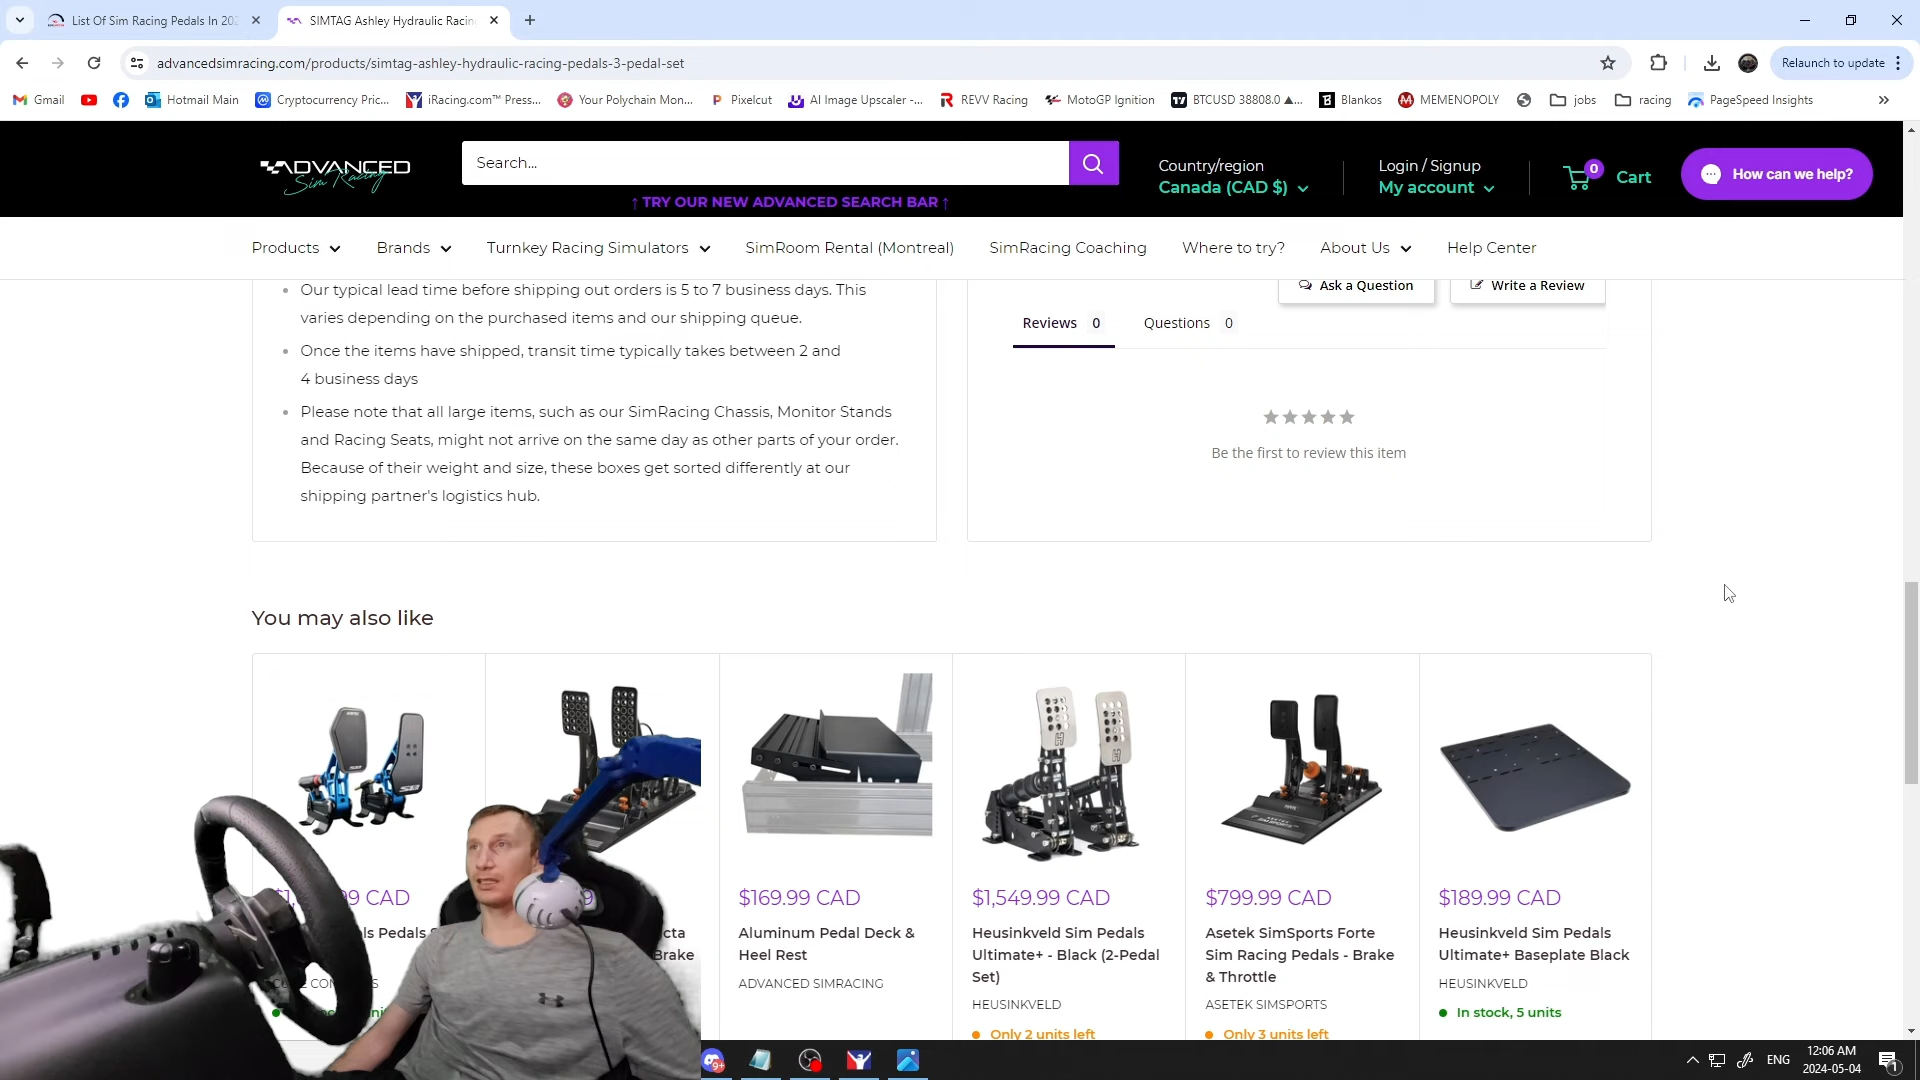 List Of Sim Racing Pedals In 202
SIMTAG Ashley Hydraulic Racin
advancedsimracing.com/products/simtag-ashley-hydraulic-racing-pedals-3-pedal-set
Relaunch to update
Gmail
Hotmail Main
Cryptocurrency Pric...
iRacing.com™ Press...
Your Polychain Mon...
Pixelcut
AI Image Upscaler -...
REVV Racing
MotoGP Ignition
BTCUSD 38808.0 ▲...
Blankos
MEMENOPOLY
jobs
racing
PageSpeed Insights
ADVANCED
Sim Racing
Search...
↑ TRY OUR NEW ADVANCED SEARCH BAR ↑
Country/region
Canada (CAD $)
Login / Signup
My account
0
Cart
How can we help?
Products
Brands
Turnkey Racing Simulators
SimRoom Rental (Montreal)
SimRacing Coaching
Where to try?
About Us
Help Center
Our typical lead time before shipping out orders is 5 to 7 business days. This
varies depending on the purchased items and our shipping queue.
Once the items have shipped, transit time typically takes between 2 and
4 business days
Please note that all large items, such as our SimRacing Chassis, Monitor Stands
and Racing Seats, might not arrive on the same day as other parts of your order.
Because of their weight and size, these boxes get sorted differently at our
shipping partner's logistics hub.
Ask a Question
Write a Review
Reviews 0
Questions 0
Be the first to review this item
You may also like
CAD
Pedals
Brake
$169.99 CAD
Aluminum Pedal Deck &
Heel Rest
ADVANCED SIMRACING
$1,549.99 CAD
Heusinkveld Sim Pedals
Ultimate+ - Black (2-Pedal
Set)
HEUSINKVELD
Only 2 units left
$799.99 CAD
Asetek SimSports Forte
Sim Racing Pedals - Brake
& Throttle
ASETEK SIMSPORTS
Only 3 units left
$189.99 CAD
Heusinkveld Sim Pedals
Ultimate+ Baseplate Black
HEUSINKVELD
In stock, 5 units
9+
ENG
12:06 AM
2024-05-04
1